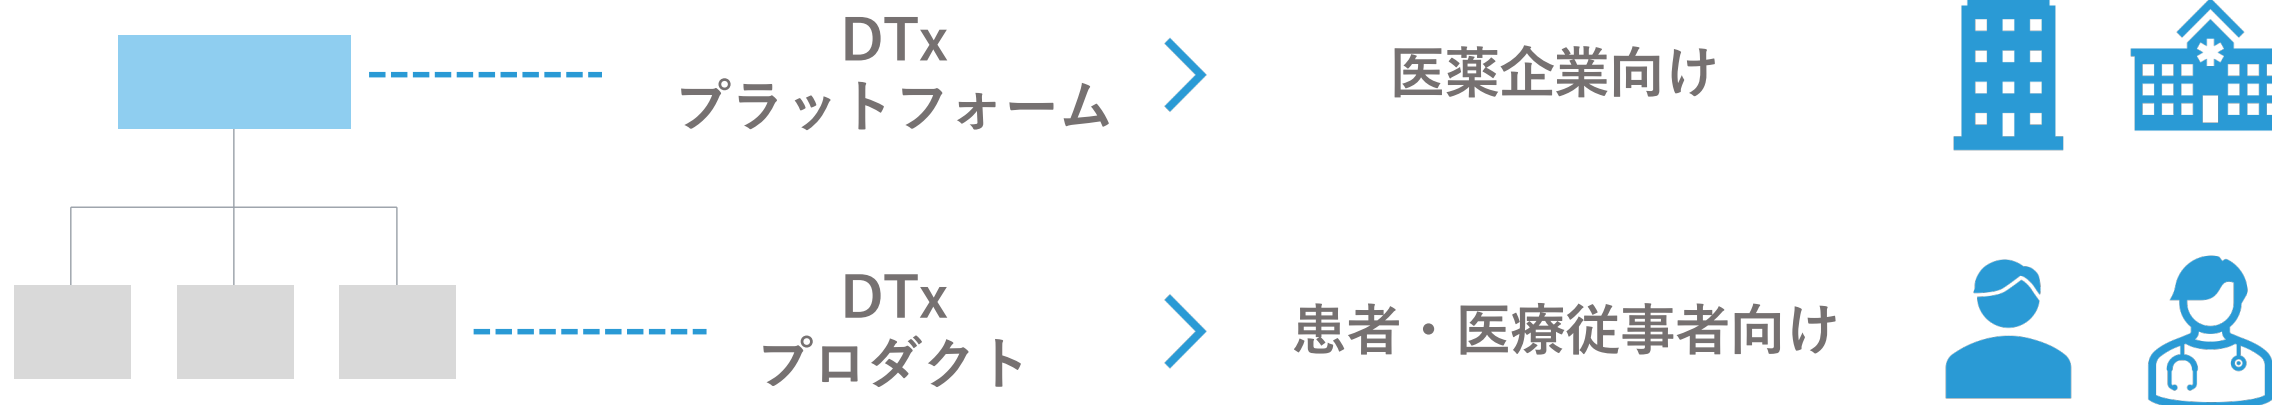 DTx
プラットフォーム
医薬企業向け
DTx
プロダクト
患者・医療従事者向け